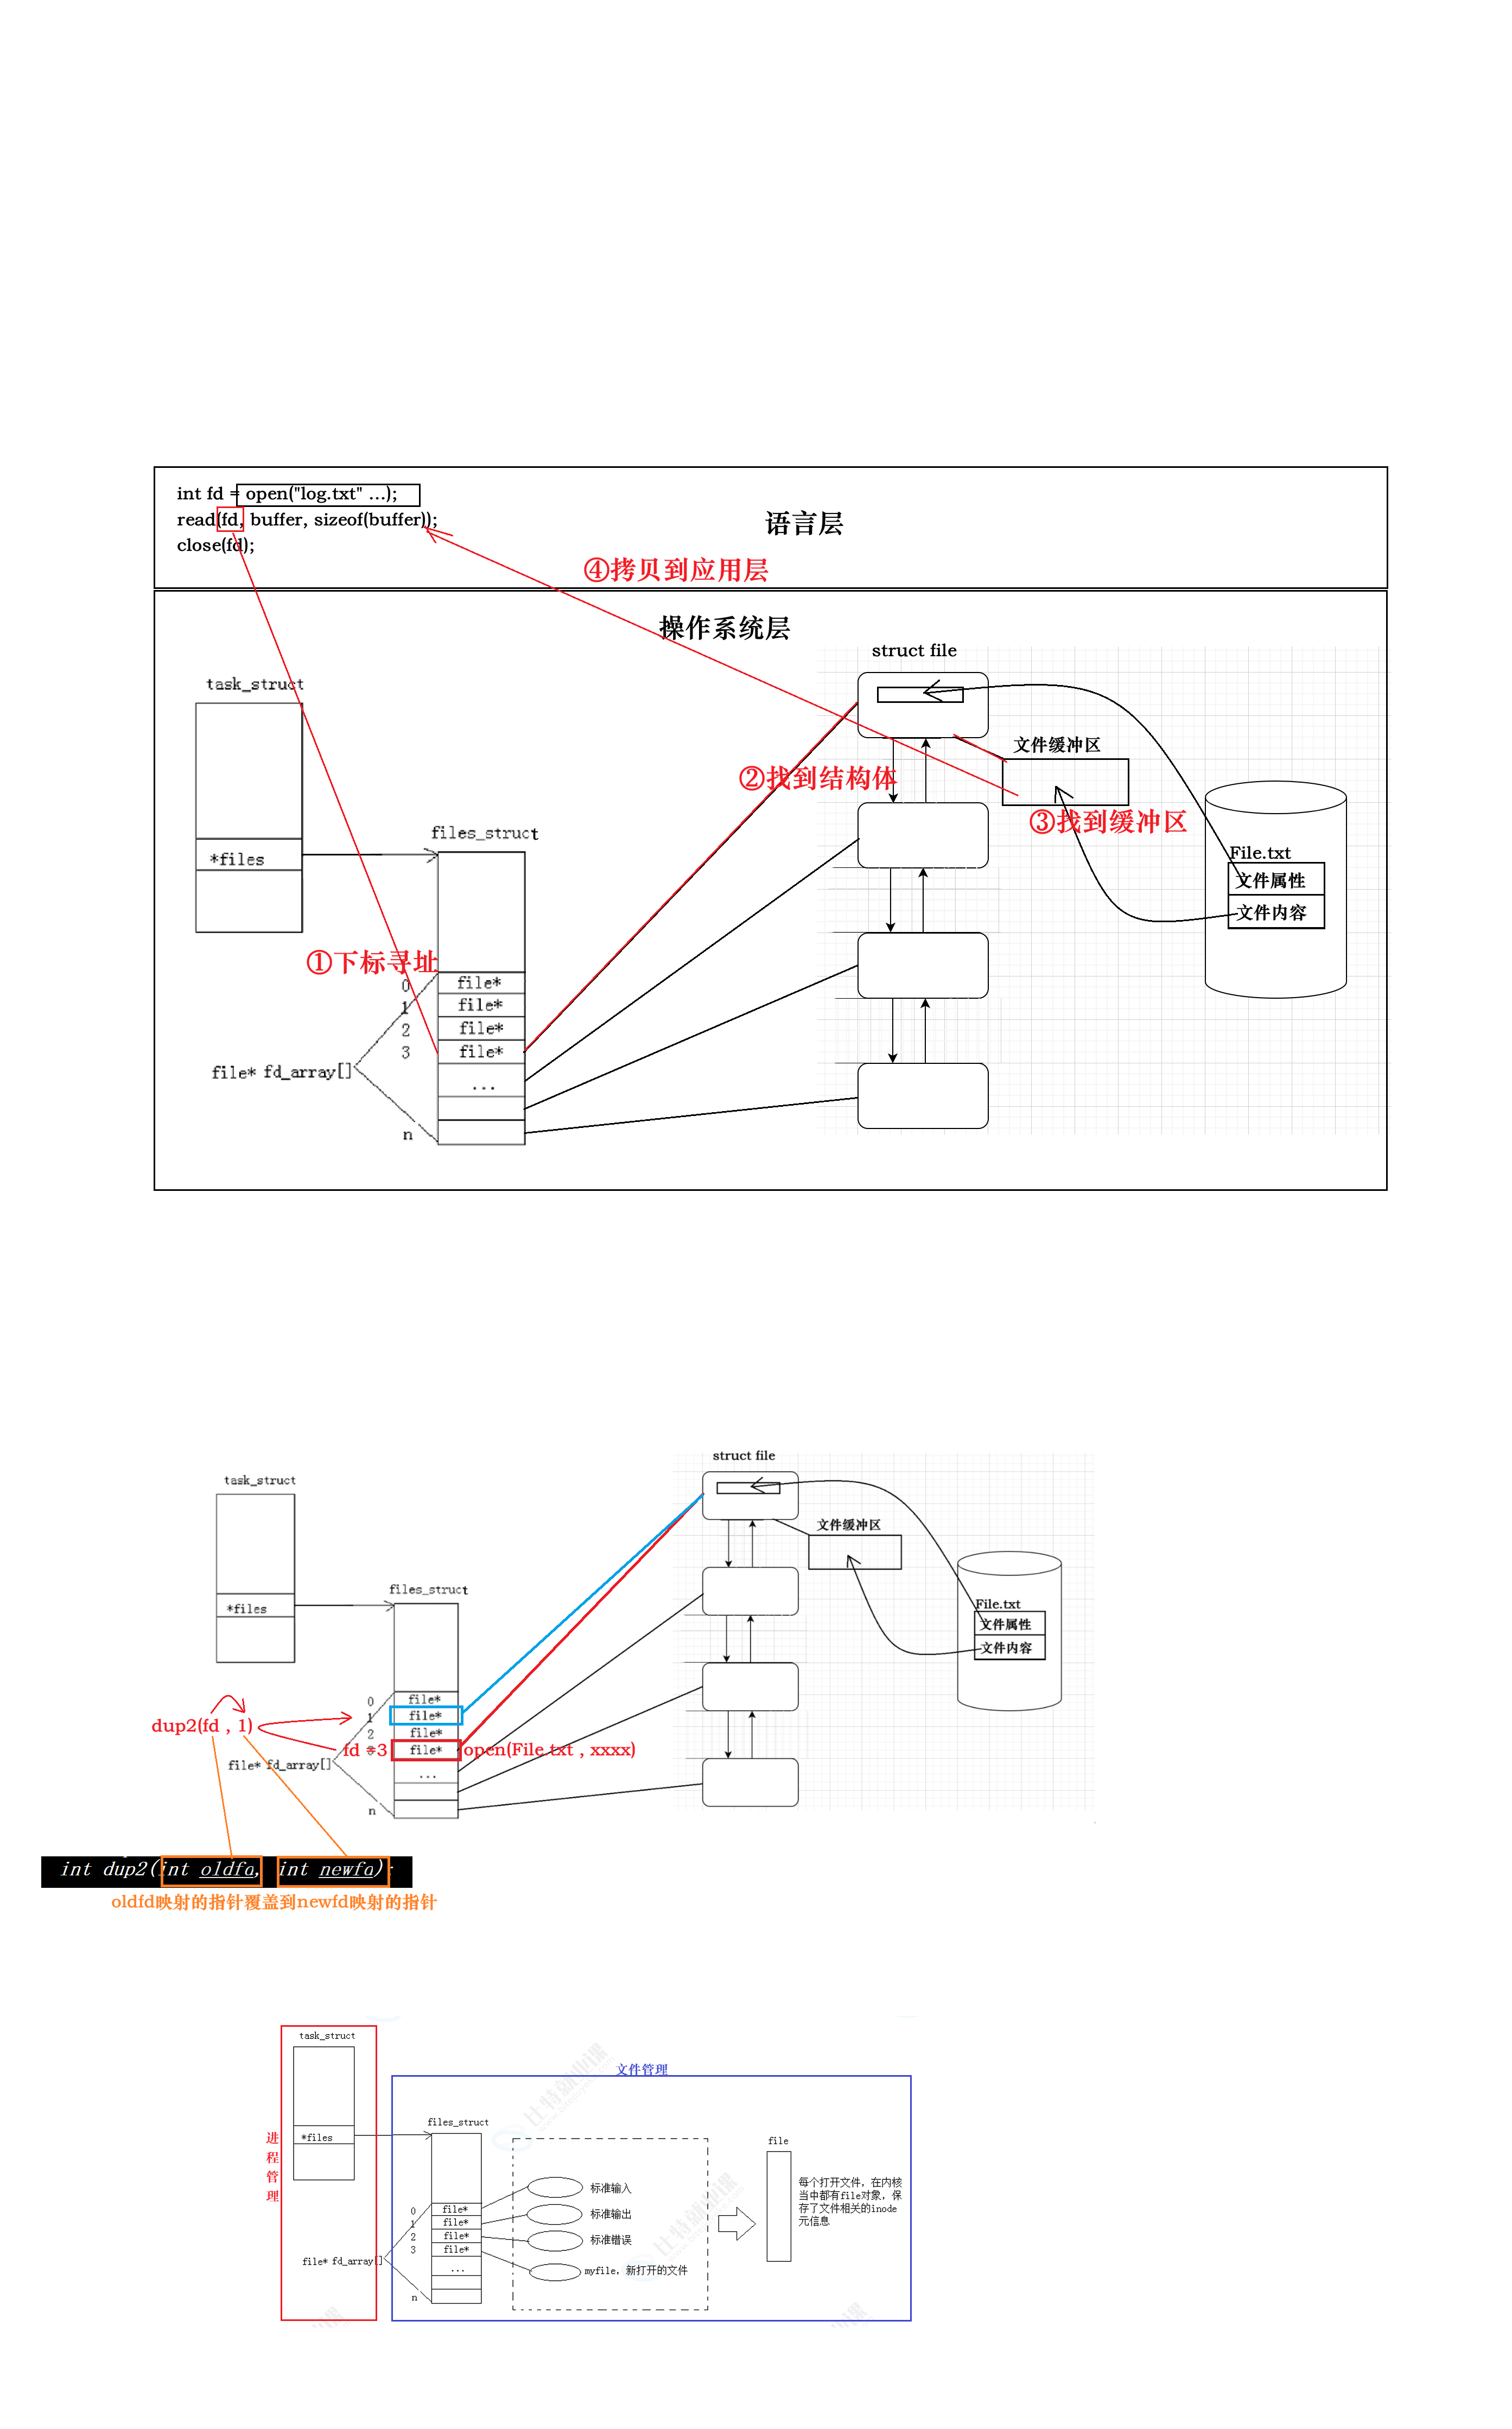 int fd = open("log.txt" ...);
read(fd, buffer, sizeof(buffer));
close(fd);
语言层
④拷贝到应用层
操作系统层
struct file
task_struct
文件缓冲区
②找到结构体
③找到缓冲区
files_struct
*files
File.txt
文件属性
文件内容
①下标寻址
0 file*
1 file*
2 file*
3 file*
file* fd_array[]
...
n
struct file
task_struct
文件缓冲区
files_struct
*files
File.txt
文件属性
文件内容
0 file*
1 file*
dup2(fd , 1)
2 file*
fd =3 file* open(File.txt , xxxx)
file* fd_array[]
...
n
int dup2(int oldfd, int newfd);
oldfd映射的指针覆盖到newfd映射的指针
task_struct
文件管理
files_struct
*files
进程管理
file
比特就业课
标准输入
标准输出
标准错误
myfile，新打开的文件
每个打开文件，在内核
当中都有file对象，保
存了文件相关的inode
元信息
0 file*
1 file*
2 file*
3 file*
file* fd_array[]
...
n
比特就业课